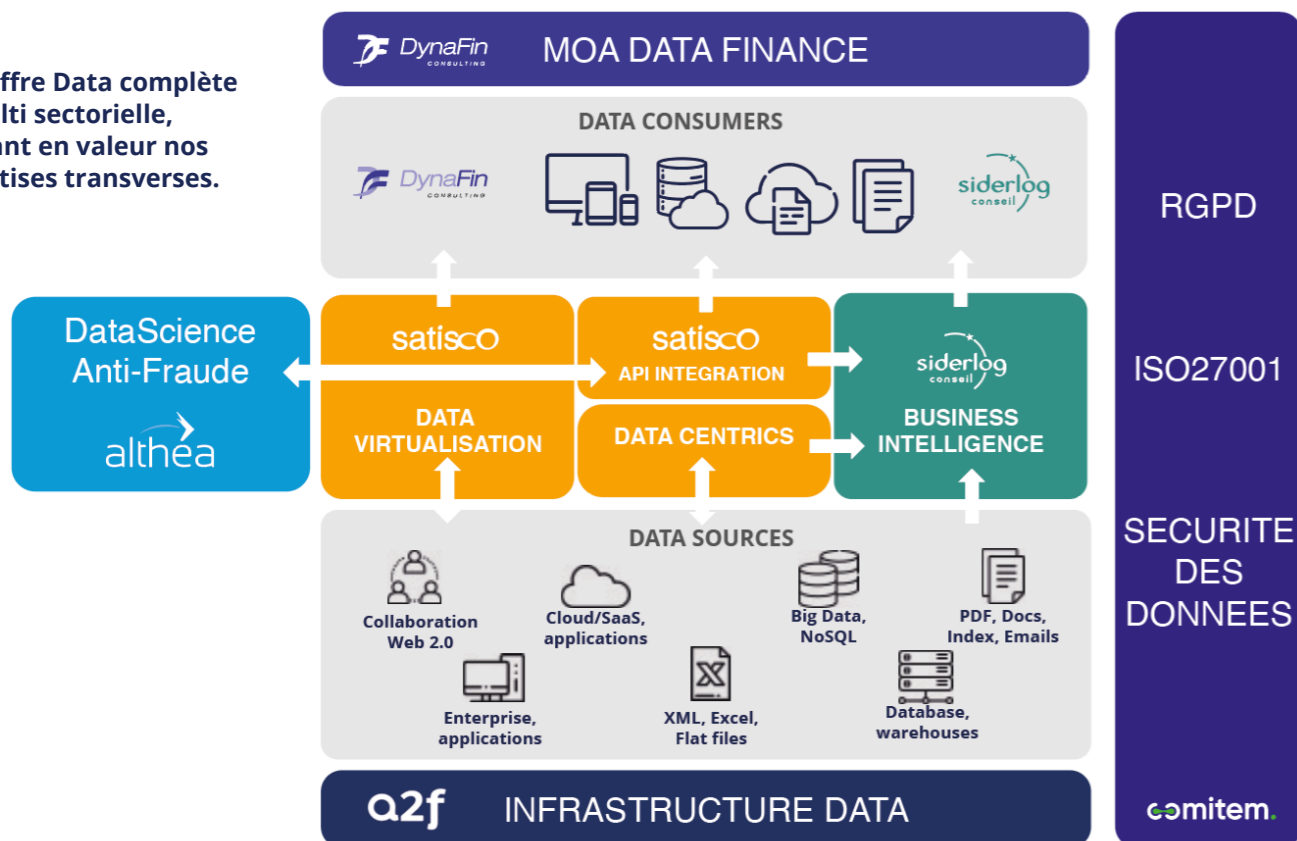 ffre Data complète
lti sectorielle,
ant en valeur nos
tises transverses.
DynaFin
CONSULTING
MOA DATA FINANCE
DATA CONSUMERS
DynaFin
CONSULTING
siderlog
conseil
DataScience
Anti-Fraude
althéa
satisco
DATA
VIRTUALISATION
satisco
API INTEGRATION
DATA CENTRICS
siderlog
conseil
BUSINESS
INTELLIGENCE
DATA SOURCES
Collaboration
Web 2.0
Cloud/SaaS,
applications
Big Data,
NoSQL
PDF, Docs,
Index, Emails
Enterprise,
applications
XML, Excel,
Flat files
Database,
warehouses
a2f
INFRASTRUCTURE DATA
RGPD
ISO27001
SECURITE
DES
DONNEES
comitem.